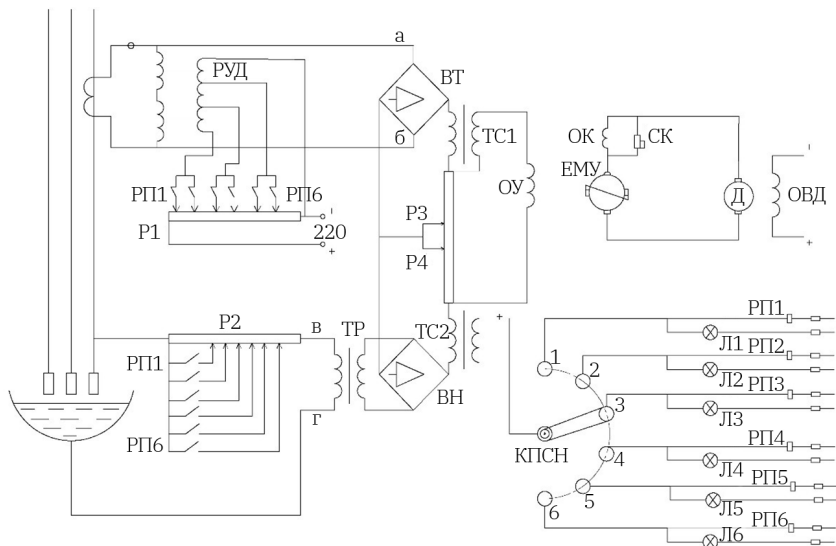 а
РУД
ВТ
б
ТС1
ОУ
РП1
РП6
Р1
-
220
+
Р3
Р4
ОК
СК
ЕМУ
Д
ОВД
-
+
Р2
в
ТР
ТС2
+
РП1
РП6
г
ВН
КПСН
1
2
3
4
5
6
РП1
Л1
РП2
Л2
РП3
Л3
РП4
Л4
РП5
Л5
РП6
Л6